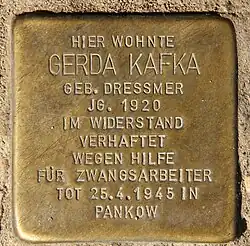 HIER WOHNTE
GERDA KAFKA
GEB. DRESSMER
JG. 1920
IM WIDERSTAND
VERHAFTET
WEGEN HILFE
FÜR ZWANGSARBEITER
TOT 25.4.1945 IN
PANKOW